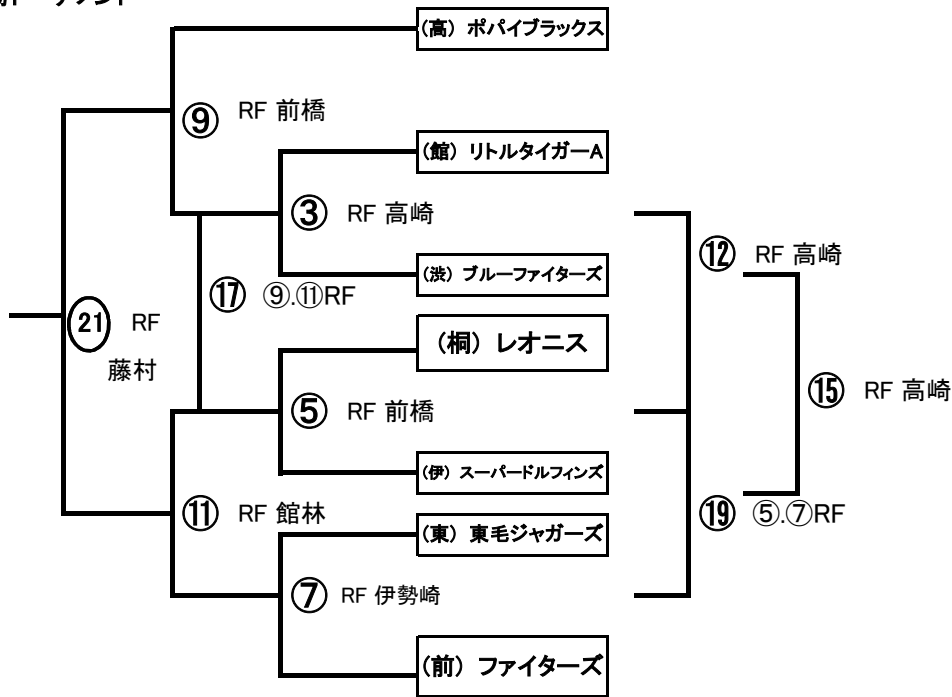 (高) ポパイブラックス
⑨ RF 前橋
(館) リトルタイガーA
③ RF 高崎
⑫ RF 高崎
(渋) ブルーファイターズ
⑰ ⑨.⑪RF
㉑ RF
藤村
(桐) レオニス
⑮ RF 高崎
⑤ RF 前橋
(伊) スーパードルフィンズ
⑪ RF 館林
⑲ ⑤.⑦RF
(東) 東毛ジャガーズ
⑦ RF 伊勢崎
(前) ファイターズ